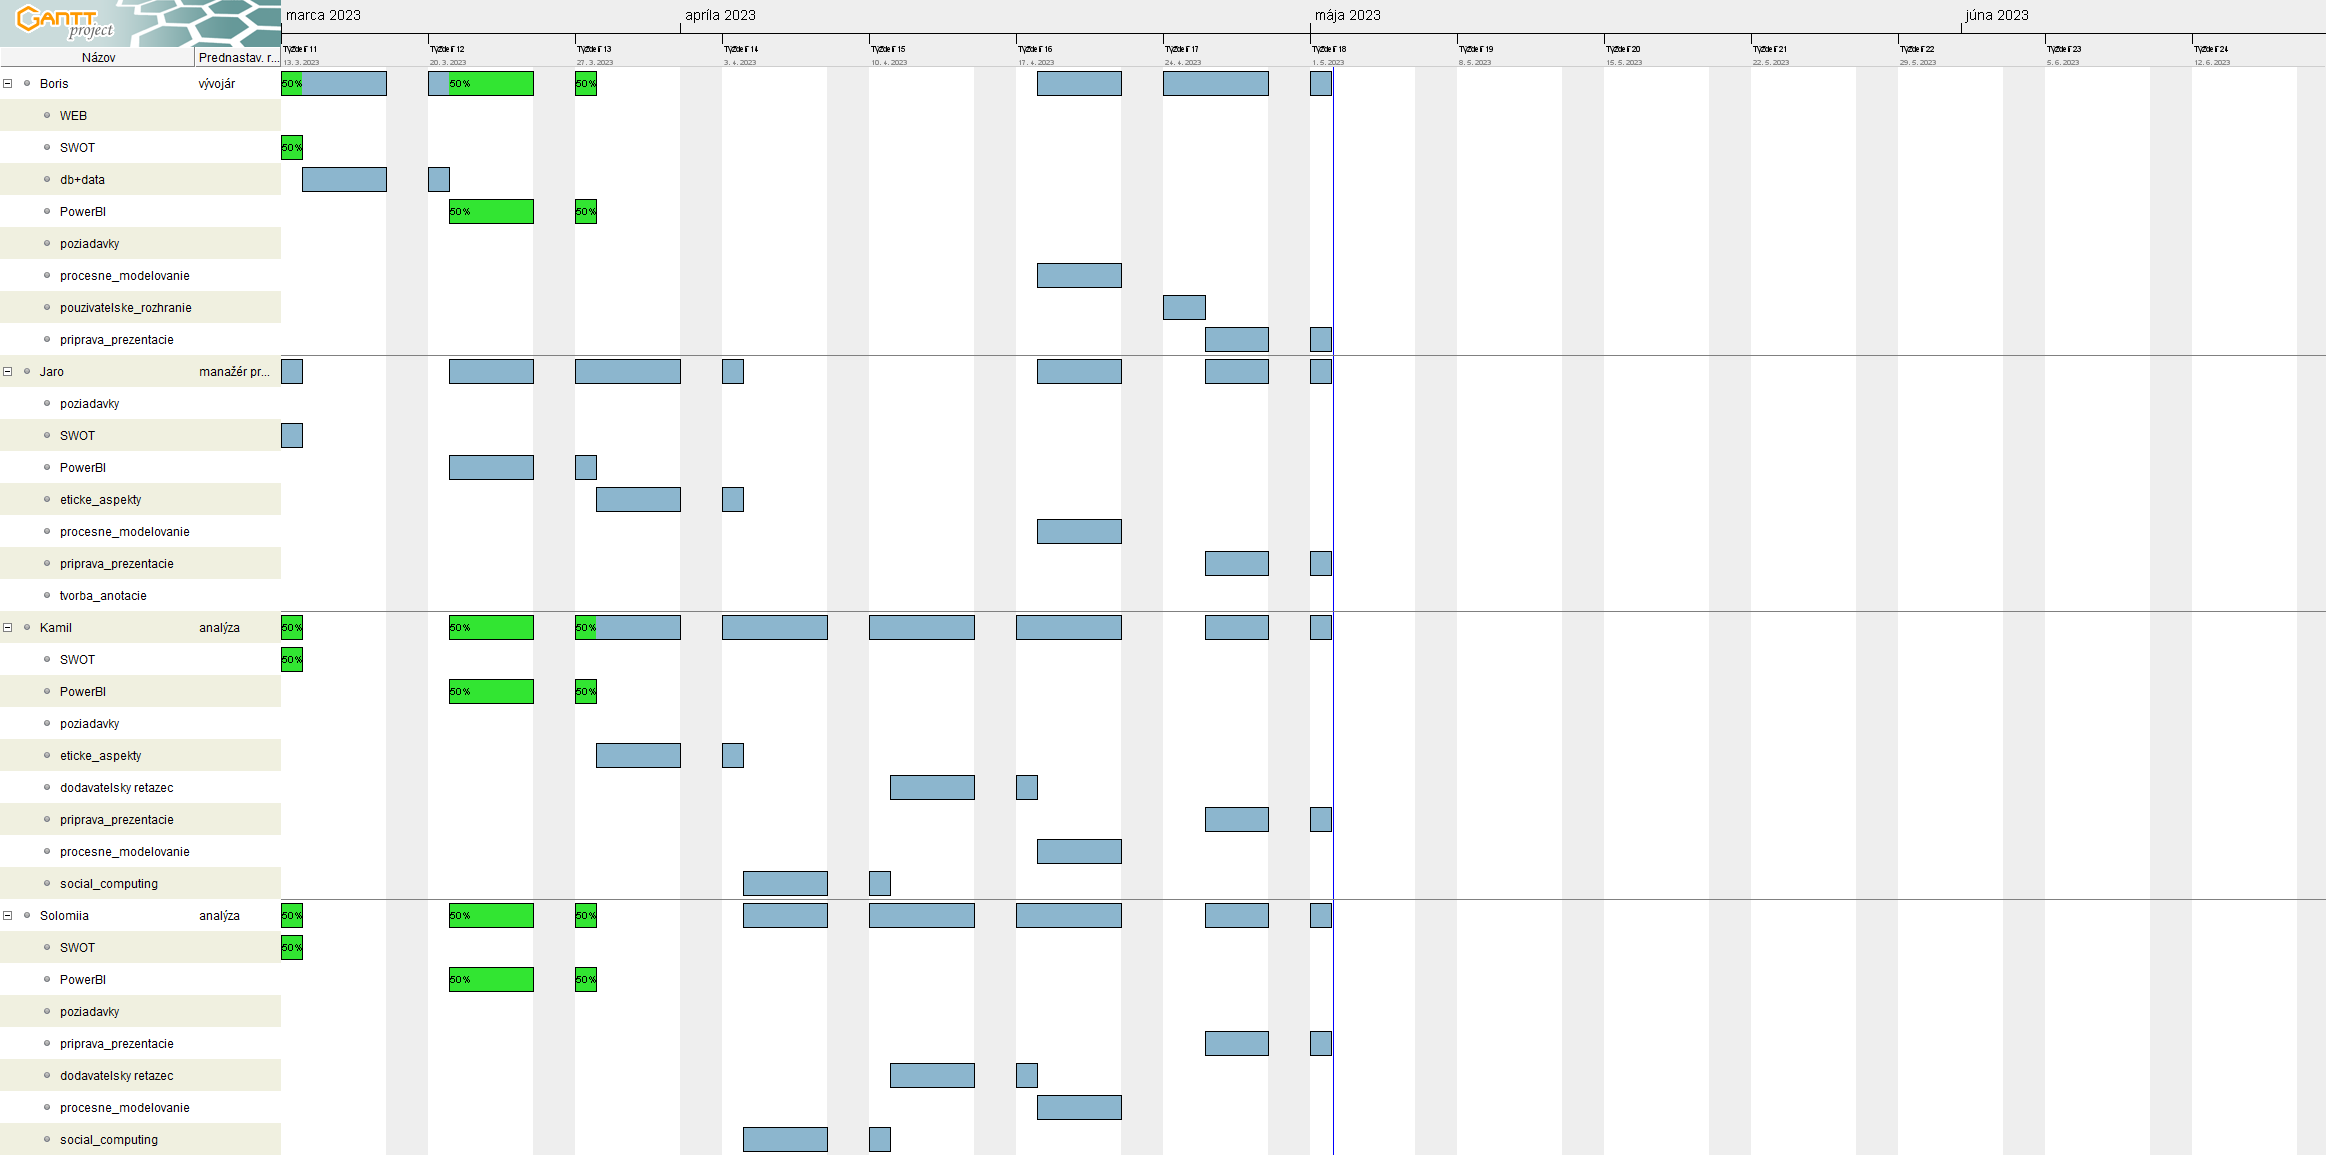 GANTT
project
marca 2023 apríla 2023 mája 2023 júna 2023
Názov Prednastav. r...
Týždeň 11 Týždeň 12 Týždeň 13 Týždeň 14 Týždeň 15 Týždeň 16 Týždeň 17 Týždeň 18 Týždeň 19 Týždeň 20 Týždeň 21 Týždeň 22 Týždeň 23 Týždeň 24
13. 3. 2023 20. 3. 2023 27. 3. 2023 3. 4. 2023 10. 4. 2023 17. 4. 2023 24. 4. 2023 1. 5. 2023 8. 5. 2023 15. 5. 2023 22. 5. 2023 29. 5. 2023 5. 6. 2023 12. 6. 2023
Boris vývojár 50 % 50 % 50 %
WEB
SWOT 50 %
db+data
PowerBI 50 % 50 %
poziadavky
procesne_modelovanie
pouzivatelske_rozhranie
priprava_prezentacie
Jaro manažér pr...
poziadavky
SWOT
PowerBI
eticke_aspekty
procesne_modelovanie
priprava_prezentacie
tvorba_anotacie
Kamil analýza 50 % 50 % 50 %
SWOT 50 %
PowerBI 50 % 50 %
poziadavky
eticke_aspekty
dodavatelsky retazec
priprava_prezentacie
procesne_modelovanie
social_computing
Solomiia analýza 50 % 50 % 50 %
SWOT 50 %
PowerBI 50 % 50 %
poziadavky
priprava_prezentacie
dodavatelsky retazec
procesne_modelovanie
social_computing